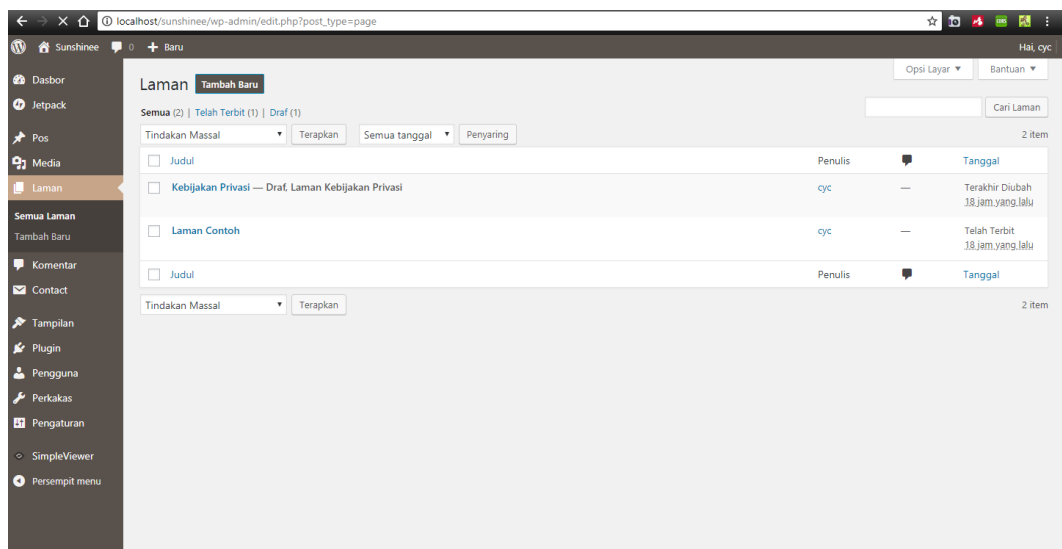 localhost/sunshinee/wp-admin/edit.php?post_type=page
Sunshinee 0 Baru Hai, cyc
Dasbor
Jetpack
Pos
Media
Laman
Semua Laman
Tambah Baru
Komentar
Contact
Tampilan
Plugin
Pengguna
Perkakas
Pengaturan
SimpleViewer
Persempit menu
Opsi Layar ▼ Bantuan ▼
Laman Tambah Baru
Semua (2) | Telah Terbit (1) | Draf (1)
Cari Laman
Tindakan Massal Terapkan Semua tanggal Penyaring 2 item
Judul Penulis Tanggal
Kebijakan Privasi — Draf, Laman Kebijakan Privasi cyc — Terakhir Diubah
18 jam yang lalu
Laman Contoh cyc — Telah Terbit
18 jam yang lalu
Judul Penulis Tanggal
Tindakan Massal Terapkan 2 item